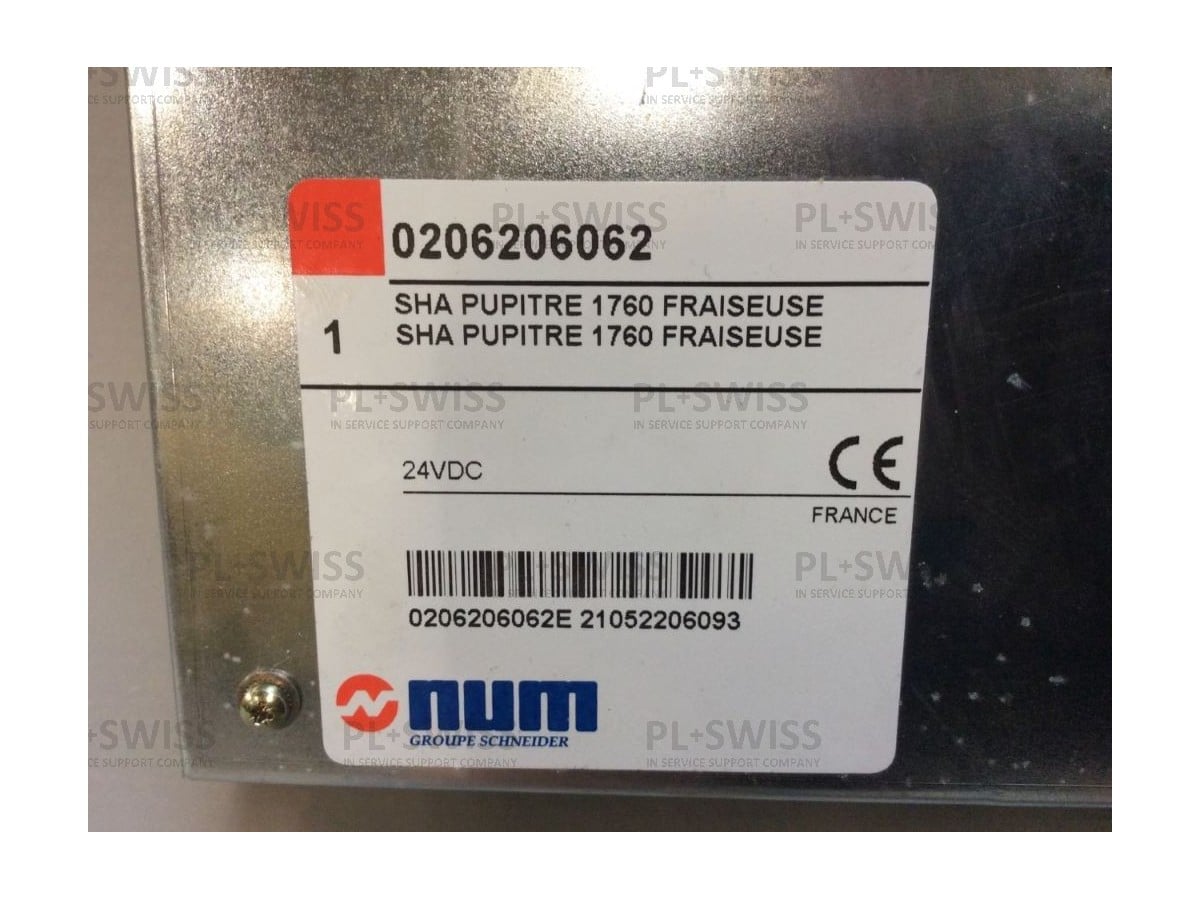 0206206062
SHA PUPITRE 1760 FRAISEUSE
1
SHA PUPITRE 1760 FRAISEUSE
24VDC
CE
FRANCE
0206206062E 21052206093
num
GROUPE SCHNEIDER
PL+SWISS
IN SERVICE SUPPORT COMPANY